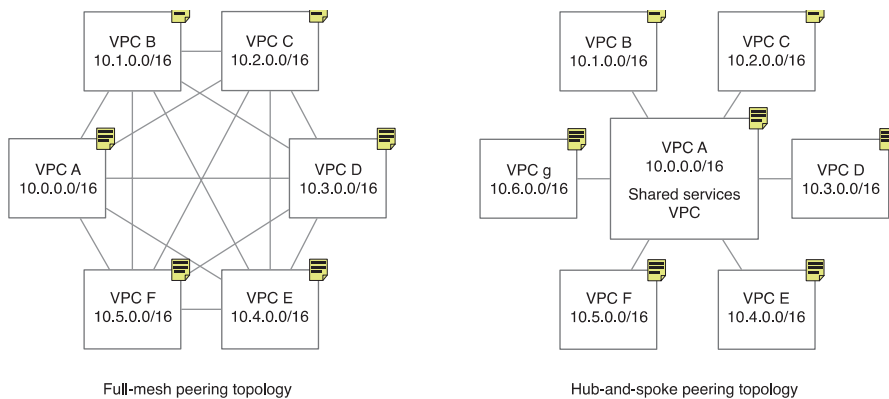 VPC B
10.1.0.0/16
VPC C
10.2.0.0/16
VPC A
10.0.0.0/16
VPC D
10.3.0.0/16
VPC F
10.5.0.0/16
VPC E
10.4.0.0/16
Full-mesh peering topology
VPC B
10.1.0.0/16
VPC C
10.2.0.0/16
VPC g
10.6.0.0/16
VPC A
10.0.0.0/16
Shared services
VPC
VPC D
10.3.0.0/16
VPC F
10.5.0.0/16
VPC E
10.4.0.0/16
Hub-and-spoke peering topology